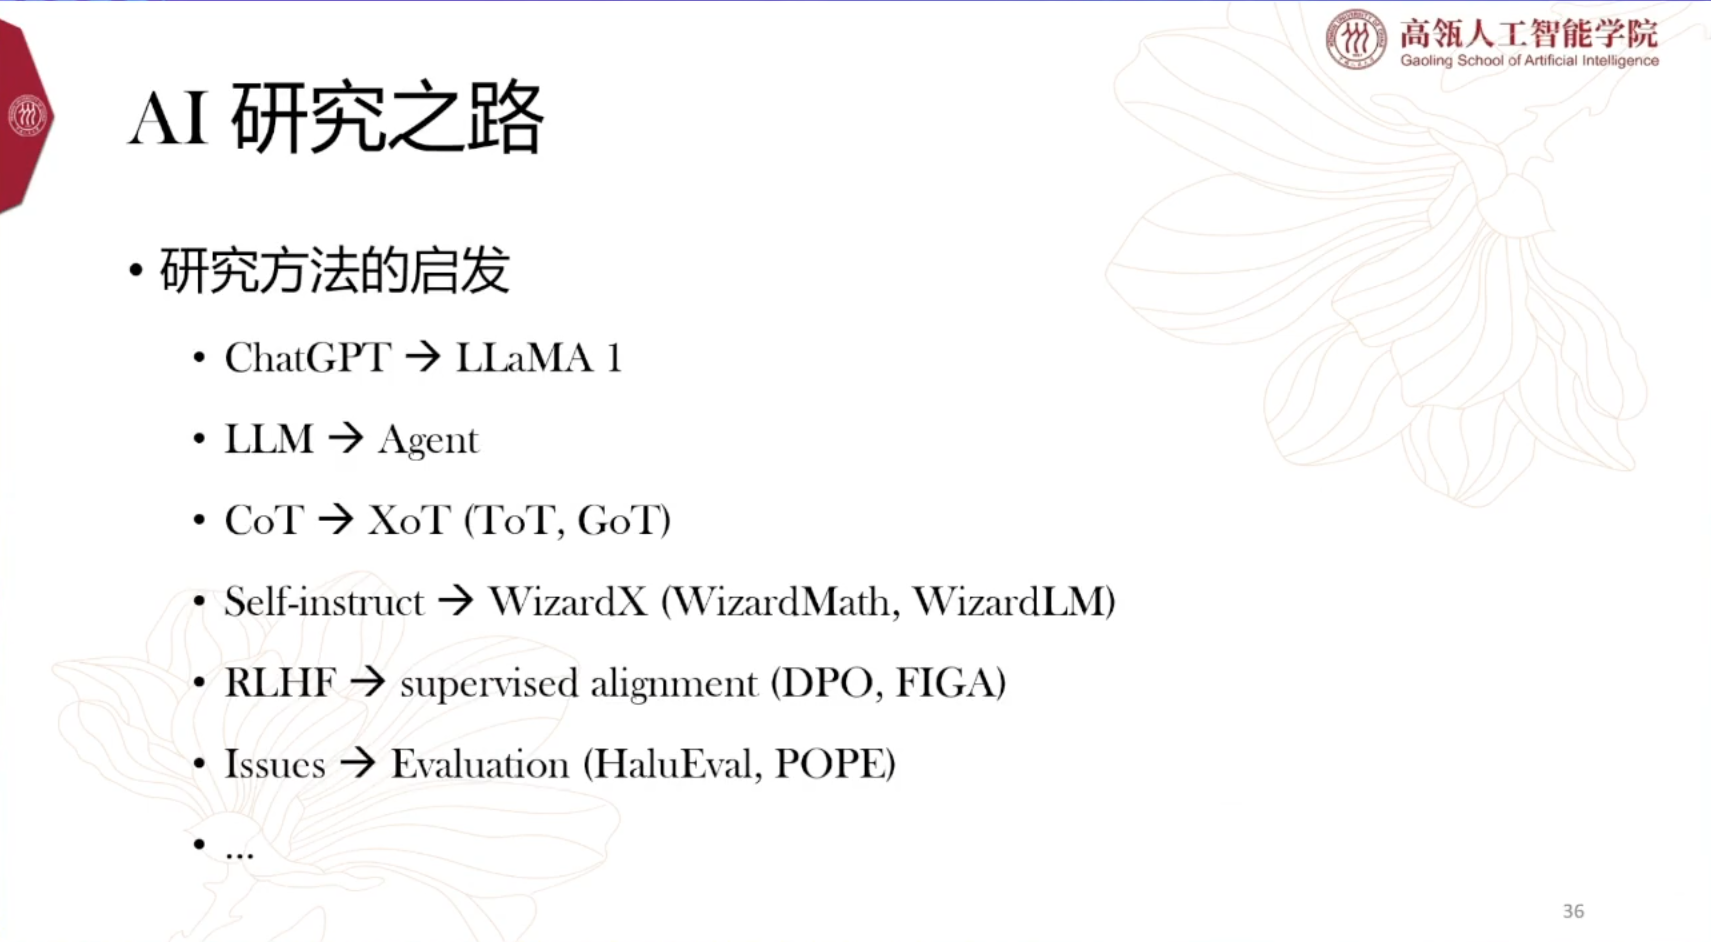 高瓴人工智能学院
Gaoling School of Artificial Intelligence
AI 研究之路
• 研究方法的启发
• ChatGPT → LLaMA 1
• LLM → Agent
• CoT → XoT (ToT, GoT)
• Self-instruct → WizardX (WizardMath, WizardLM)
• RLHF → supervised alignment (DPO, FIGA)
• Issues → Evaluation (HaluEval, POPE)
• ...
36